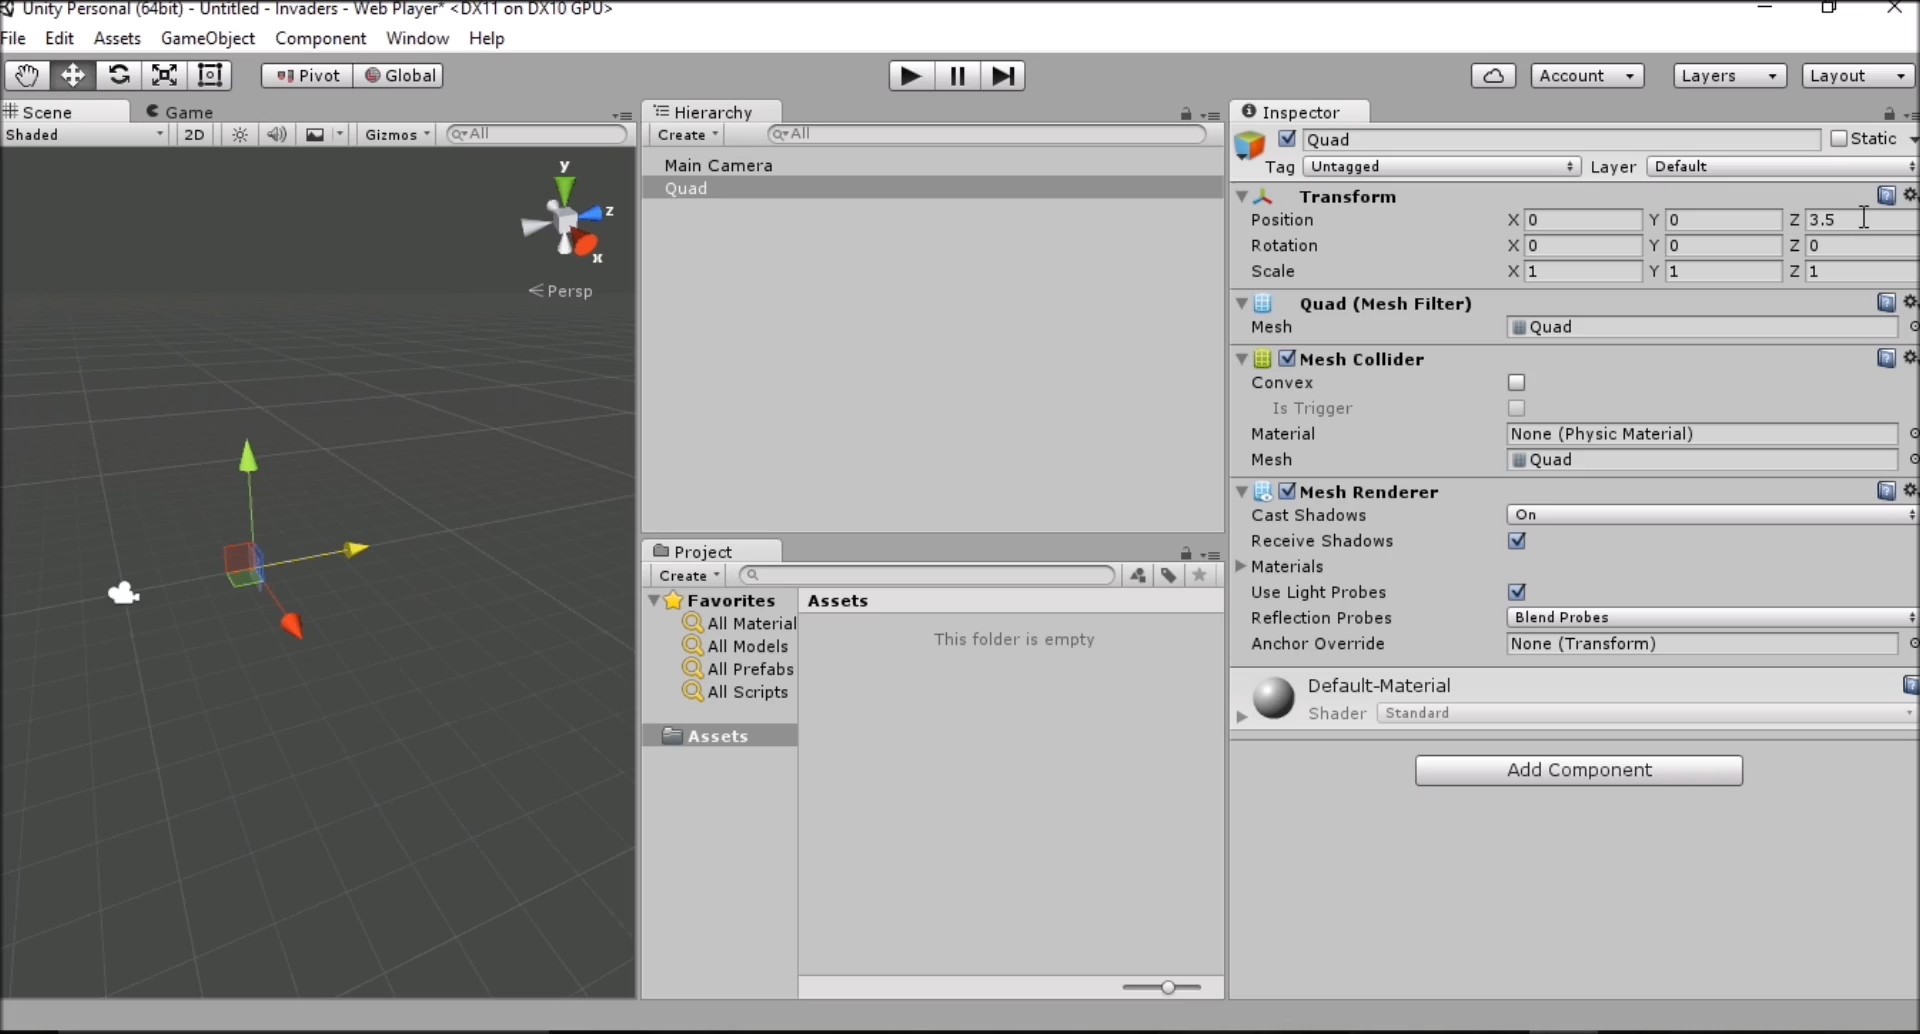 Unity Personal (64bit) - Untitled - Invaders - Web Player* <DX11 on DX10 GPU>
File Edit Assets GameObject Component Window Help
Pivot Global Account Layers Layout
Scene Game
Shaded 2D Gizmos All
y
z
x
Persp
Hierarchy
Create All
Main Camera
Quad
Project
Create
Favorites
All Material
All Models
All Prefabs
All Scripts
Assets
Assets
This folder is empty
Inspector
Quad Static
Tag Untagged Layer Default
Transform
Position X 0 Y 0 Z 3.5
Rotation X 0 Y 0 Z 0
Scale X 1 Y 1 Z 1
Quad (Mesh Filter)
Mesh Quad
Mesh Collider
Convex
Is Trigger
Material None (Physic Material)
Mesh Quad
Mesh Renderer
Cast Shadows On
Receive Shadows
Materials
Use Light Probes
Reflection Probes Blend Probes
Anchor Override None (Transform)
Default-Material
Shader Standard
Add Component